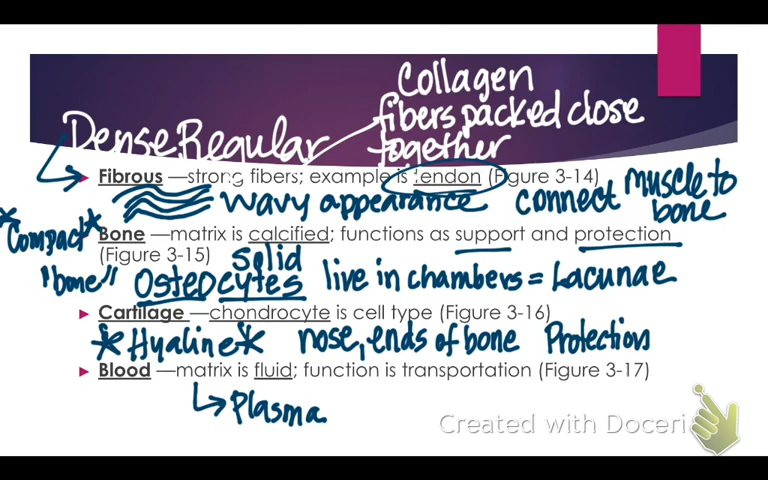 Collagen
fibers packed close
together
Dense Regular
Fibrous —strong fibers; example is tendon (Figure 3-14)
wavy appearance connect muscle to
bone
*Compact*
"bone"
Bone —matrix is calcified; functions as support and protection
(Figure 3-15)
solid
Osteocytes live in chambers = Lacunae
Cartilage —chondrocyte is cell type (Figure 3-16)
*Hyaline* nose, ends of bone Protection
Blood —matrix is fluid; function is transportation (Figure 3-17)
Plasma
Created with Doceri